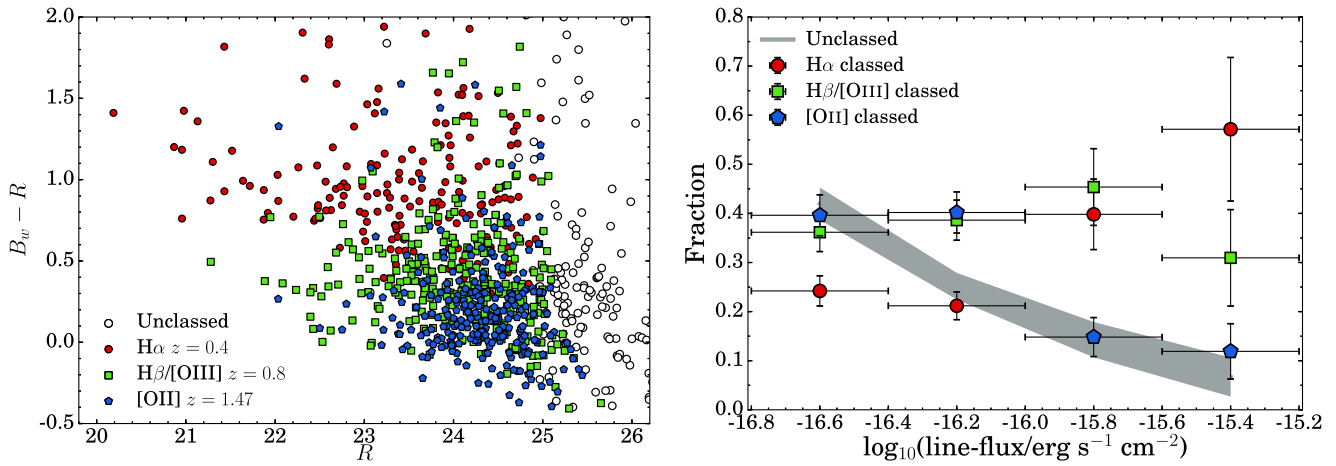 2.0
1.5
1.0
0.5
0.0
-0.5
B_w − R
Unclassed
Hα z = 0.4
Hβ/[OIII] z = 0.8
[OII] z = 1.47
20 21 22 23 24 25 26
R
0.8
0.7
0.6
0.5
0.4
0.3
0.2
0.1
0.0
Fraction
Unclassed
Hα classed
Hβ/[OIII] classed
[OII] classed
-16.8 -16.6 -16.4 -16.2 -16.0 -15.8 -15.6 -15.4 -15.2
log₁₀(line-flux/erg s⁻¹ cm⁻²)